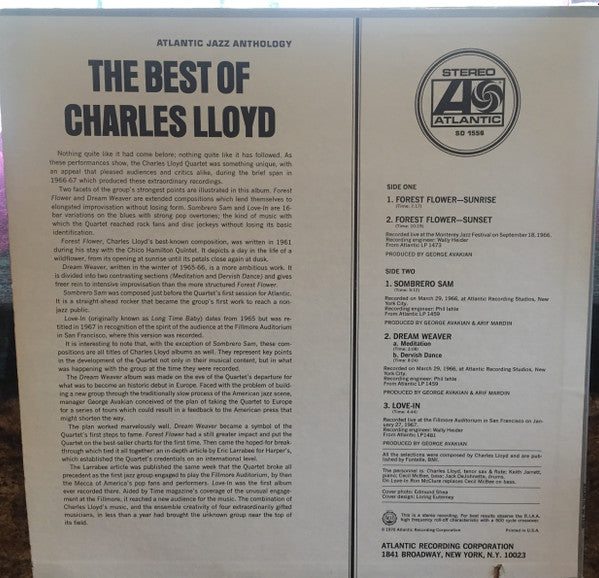 ATLANTIC JAZZ ANTHOLOGY
THE BEST OF
CHARLES LLOYD
Nothing quite like it had come before; nothing quite like it has followed. As
these performances show, the Charles Lloyd Quartet was something unique, with
an appeal that pleased audiences and critics alike, during the brief span in
1966-67 which produced these extraordinary recordings.
Two facets of the group's strongest points are illustrated in this album. Forest
Flower and Dream Weaver are extended compositions which lend themselves to
elongated improvisation without losing form. Sombrero Sam and Love-In are 16-
bar variations on the blues with strong pop overtones; the kind of music with
which the Quartet reached rock fans and disc jockeys without losing its basic
identification.
Forest Flower, Charles Lloyd's best-known composition, was written in 1961
during his stay with the Chico Hamilton Quintet. It depicts a day in the life of a
wildflower, from its opening at sunrise until its petals close again at dusk.
Dream Weaver, written in the winter of 1965-66, is a more ambitious work. It
is divided into two contrasting sections (Meditation and Dervish Dance) and gives
freer rein to intensive improvisation than the more structured Forest Flower.
Sombrero Sam was composed just before the Quartet's first session for Atlantic.
It is a straight-ahead rocker that became the group's first work to reach a non-
jazz public.
Love-In (originally known as Long Time Baby) dates from 1965 but was re-
titled in 1967 in recognition of the spirit of the audience at the Fillmore Auditorium
in San Francisco, where this version was recorded.
It is interesting to note that, with the exception of Sombrero Sam, these com-
positions are all titles of Charles Lloyd albums as well. They represent key points
in the development of the Quartet not only in their musical content, but in what
was happening with the group at the time they were recorded.
The Dream Weaver album was made on the eve of the Quartet's departure for
what was to become an historic debut in Europe. Faced with the problem of build-
ing a new group through the traditionally slow process of the American jazz scene,
manager George Avakian conceived of the plan of taking the Quartet to Europe
for a series of tours which could result in a feedback to the American press that
might shorten the way.
The plan worked marvelously well. Dream Weaver became a symbol of the
Quartet's first steps to fame. Forest Flower had a still greater impact and put the
Quartet on the best-seller charts for the first time. Then came the hoped-for break-
through which tied it all together: an in-depth article by Eric Larrabee for Harper's,
which established the Quartet's credentials on an international level.
The Larrabee article was published the same week that the Quartet broke all
precedent as the first jazz group engaged to play the Fillmore Auditorium, by then
the Mecca of America's pop fans and performers. Love-In was the first album
ever recorded there. Aided by Time magazine's coverage of the unusual engage-
ment at the Fillmore, it reached a new audience for the music. The combination of
Charles Lloyd's music, and the ensemble creativity of four extraordinarily gifted
musicians, in less than a year had brought the unknown group near the top of
its field.
STEREO
ATLANTIC
SD 1556
SIDE ONE
1. FOREST FLOWER—SUNRISE
(Time: 7:17)
2. FOREST FLOWER—SUNSET
(Time: 10:19)
Recorded live at the Monterey Jazz Festival on September 18, 1966.
Recording engineer: Wally Heider
From Atlantic LP 1473
PRODUCED BY GEORGE AVAKIAN
SIDE TWO
1. SOMBRERO SAM
(Time: 5:12)
Recorded on March 29, 1966, at Atlantic Recording Studios, New
York City.
Recording engineer: Phil Iehle
From Atlantic LP 1459
PRODUCED BY GEORGE AVAKIAN & ARIF MARDIN
2. DREAM WEAVER
a. Meditation
b. Dervish Dance
Recorded on March 29, 1966, at Atlantic Recording Studios, New
York City.
Recording engineer: Phil Iehle
From Atlantic LP 1459
PRODUCED BY GEORGE AVAKIAN & ARIF MARDIN
3. LOVE-IN
(Time: 4:44)
Recorded live at the Fillmore Auditorium in San Francisco on Jan-
uary 27, 1967.
Recording engineer: Wally Heider
From Atlantic LP1481
PRODUCED BY GEORGE AVAKIAN
All the selections were composed by Charles Lloyd and are pub-
lished by Fortelle, BMI.
The personnel is: Charles Lloyd, tenor sax & flute; Keith Jarrett,
piano; Cecil McBee, bass; Jack DeJohnette, drums.
On Love-In Ron McClure replaces Cecil McBee on bass.
Cover photo: Edmund Shea
Cover design: Loring Eutemey
This is a stereo recording. For best results observe the R.I.A.A.
high frequency roll-off characteristic with a 500 cycle crossover.
© 1970 Atlantic Recording Corporation
Printed in U.S.A.
ATLANTIC RECORDING CORPORATION
1841 BROADWAY, NEW YORK, N.Y. 10023